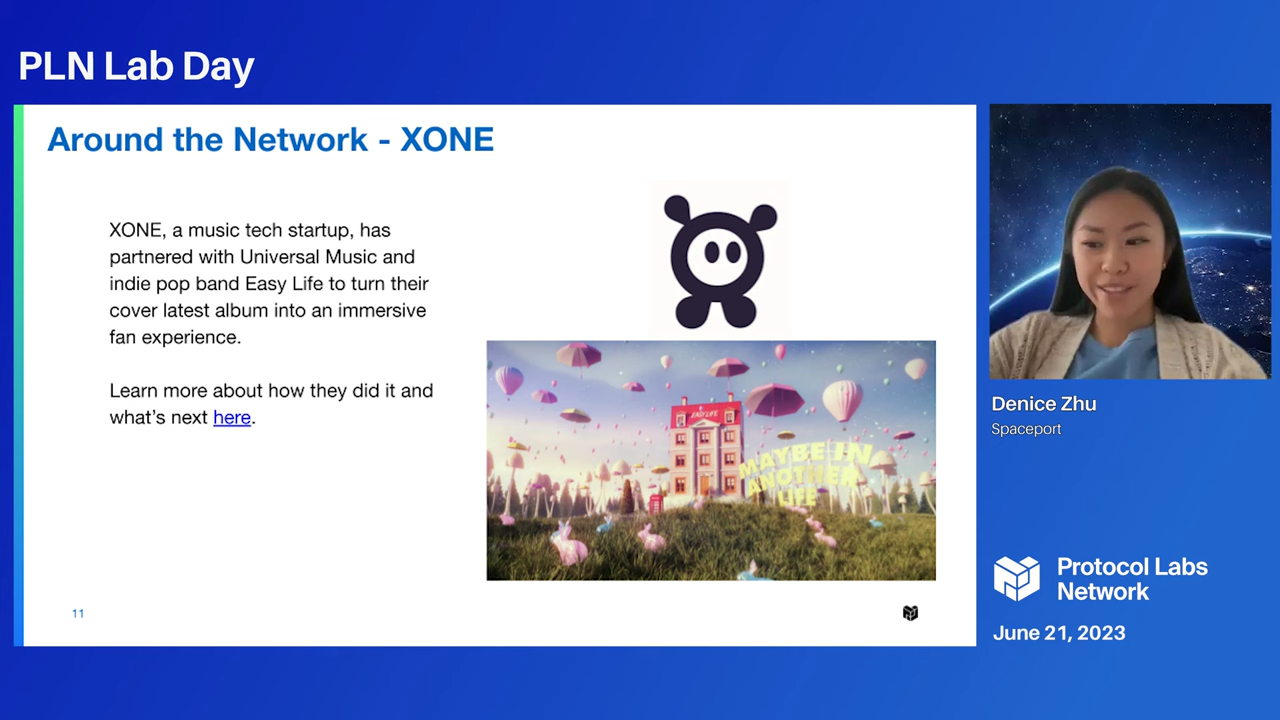 PLN Lab Day
Around the Network - XONE
XONE, a music tech startup, has
partnered with Universal Music and
indie pop band Easy Life to turn their
cover latest album into an immersive
fan experience.
Learn more about how they did it and
what's next here.
EASY LIFE
MAYBE IN
ANOTHER
LIFE
11
Denice Zhu
Spaceport
Protocol Labs
Network
June 21, 2023